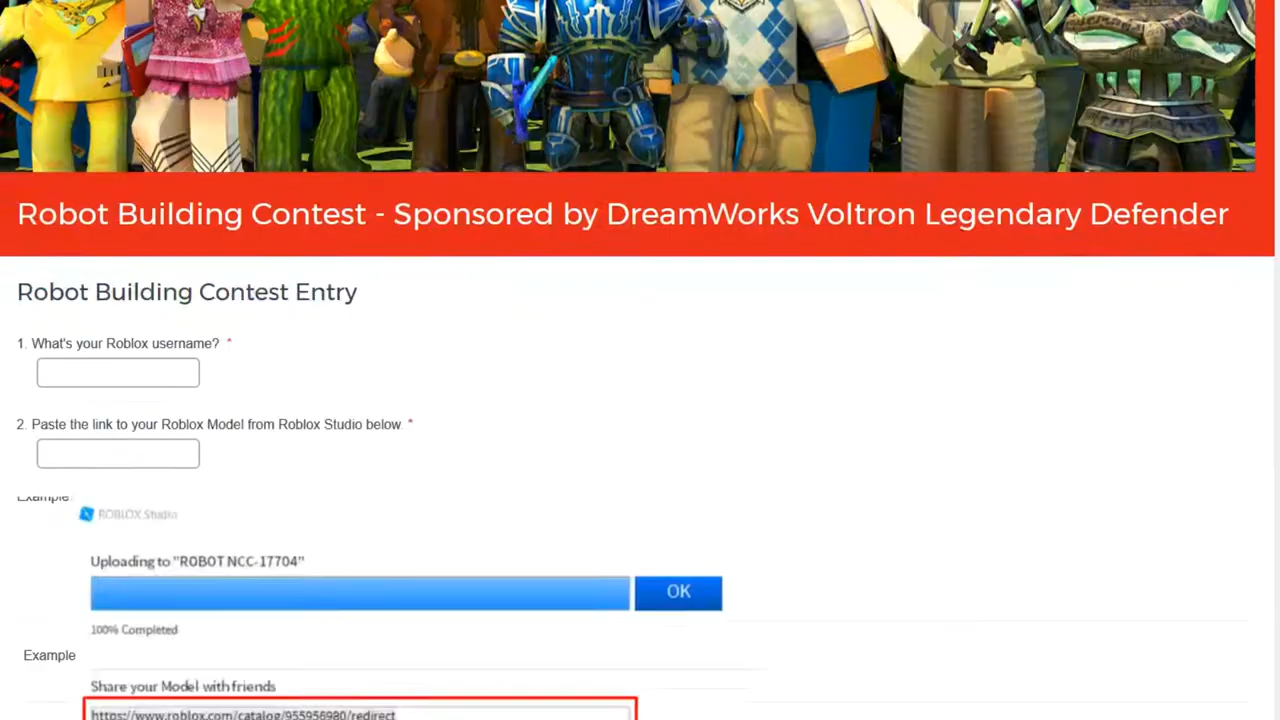 Robot Building Contest - Sponsored by DreamWorks Voltron Legendary Defender
Robot Building Contest Entry
1. What's your Roblox username? *
2. Paste the link to your Roblox Model from Roblox Studio below. *
Example:
ROBLOX Studio
Uploading to "ROBOT NCC-17704"
OK
100% Completed
Example
Share your Model with friends
https://www.roblox.com/catalog/955956980/redirect